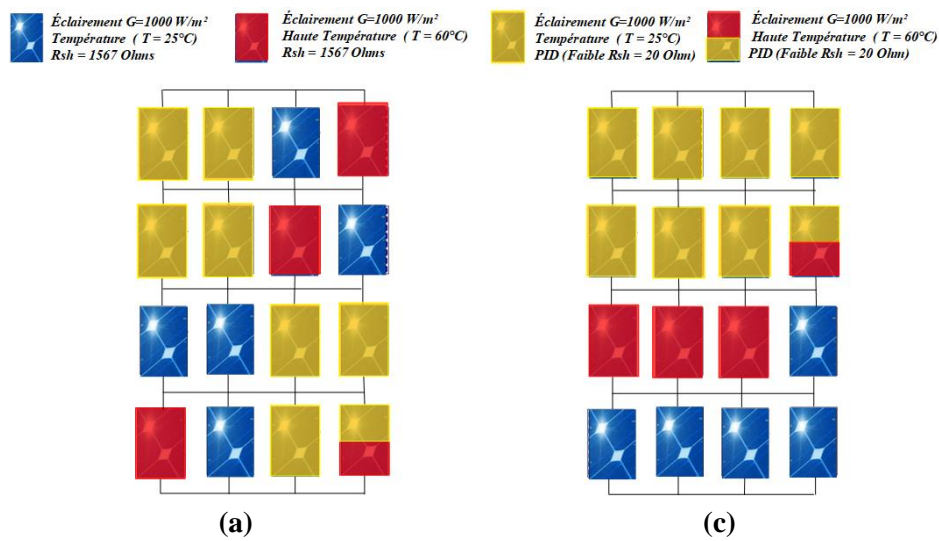 Éclairement G=1000 W/m²
Température ( T = 25°C)
Rsh = 1567 Ohms
Éclairement G=1000 W/m²
Haute Température ( T = 60°C)
Rsh = 1567 Ohms
Éclairement G=1000 W/m²
Température ( T = 25°C)
PID (Faible Rsh = 20 Ohm)
Éclairement G=1000 W/m²
Haute Température ( T = 60°C)
PID (Faible Rsh = 20 Ohm)
(a)
(c)